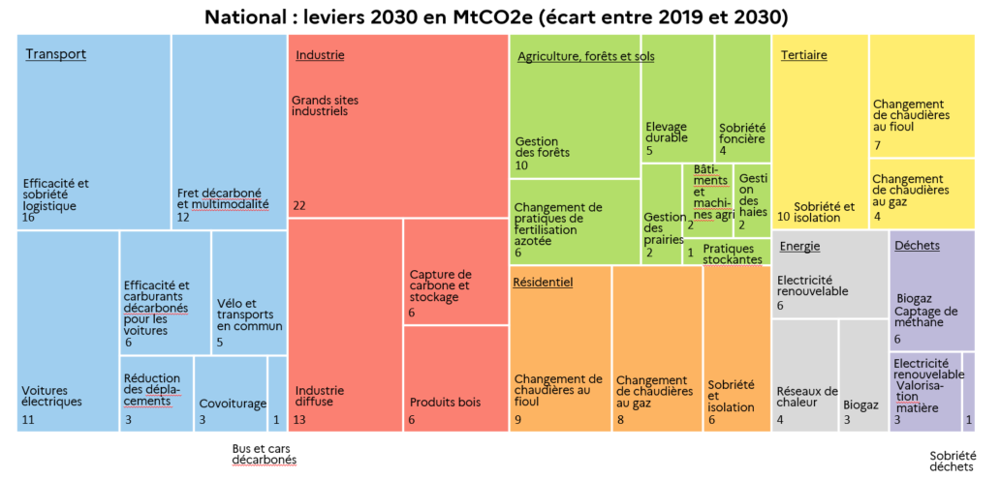 National : leviers 2030 en MtCO2e (écart entre 2019 et 2030)
Transport
Efficacité et
sobriété
logistique
16
Fret décarboné
et multimodalité
12
Voitures
électriques
11
Efficacité et
carburants
décarbonés
pour les
voitures
6
Vélo et
transports
en commun
5
Réduction
des dépla-
cements
3
Covoiturage
3
1
Bus et cars
décarbonés
Industrie
Grands sites
industriels
22
Industrie
diffuse
13
Capture de
carbone et
stockage
6
Produits bois
6
Agriculture, forêts et sols
Gestion
des forêts
10
Elevage
durable
5
Sobriété
foncière
4
Changement de
pratiques de
fertilisation
azotée
6
Gestion
des
prairies
2
Bâti-
ments
et
machi-
nes agri
2
Gesti
on
des
haies
2
1 Pratiques
stockantes
Résidentiel
Changement de
chaudières au
fioul
9
Changement
de chaudières
au gaz
8
Sobriété
et
isolation
6
Tertiaire
10 Sobriété et
isolation
Changement
de chaudières
au fioul
7
Changement
de chaudières
au gaz
4
Energie
Electricité
renouvelable
6
Réseaux de
chaleur
4
Biogaz
3
Déchets
Biogaz
Captage de
méthane
6
Electricité
renouvelable
Valorisa-
tion
matière
3
1
Sobriété
déchets